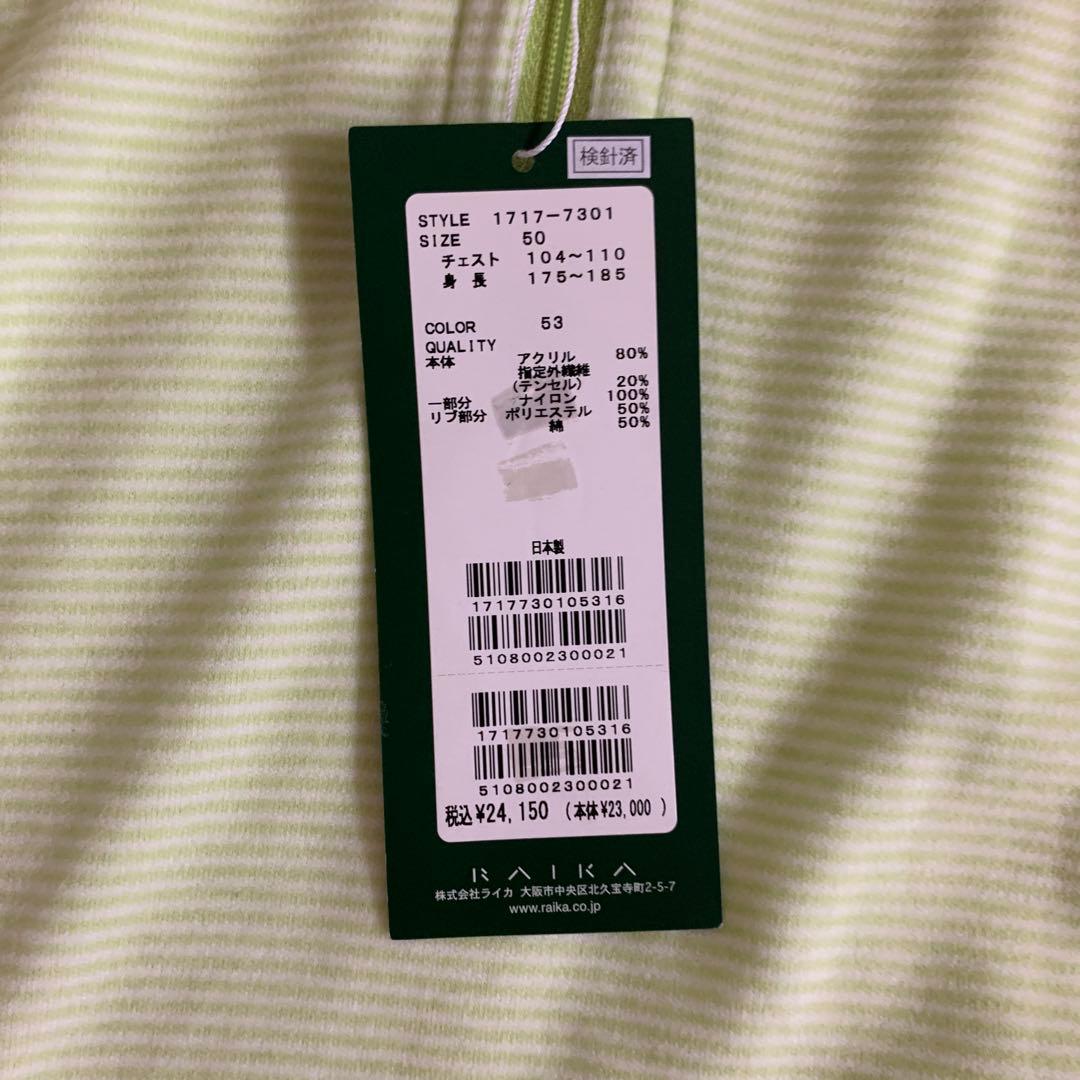 検針済
STYLE 1717-7301
SIZE 50
チェスト 104～110
身長 175～185
COLOR 53
QUALITY
本体 アクリル 80%
指定外繊維
(テンセル) 20%
一部分 ナイロン 100%
リブ部分 ポリエステル 50%
綿 50%
日本製
1717730105316
5108002300021
1717730105316
5108002300021
税込¥24,150 (本体¥23,000 )
RAIKA
株式会社ライカ 大阪市中央区北久宝寺町2-5-7
www.raika.co.jp